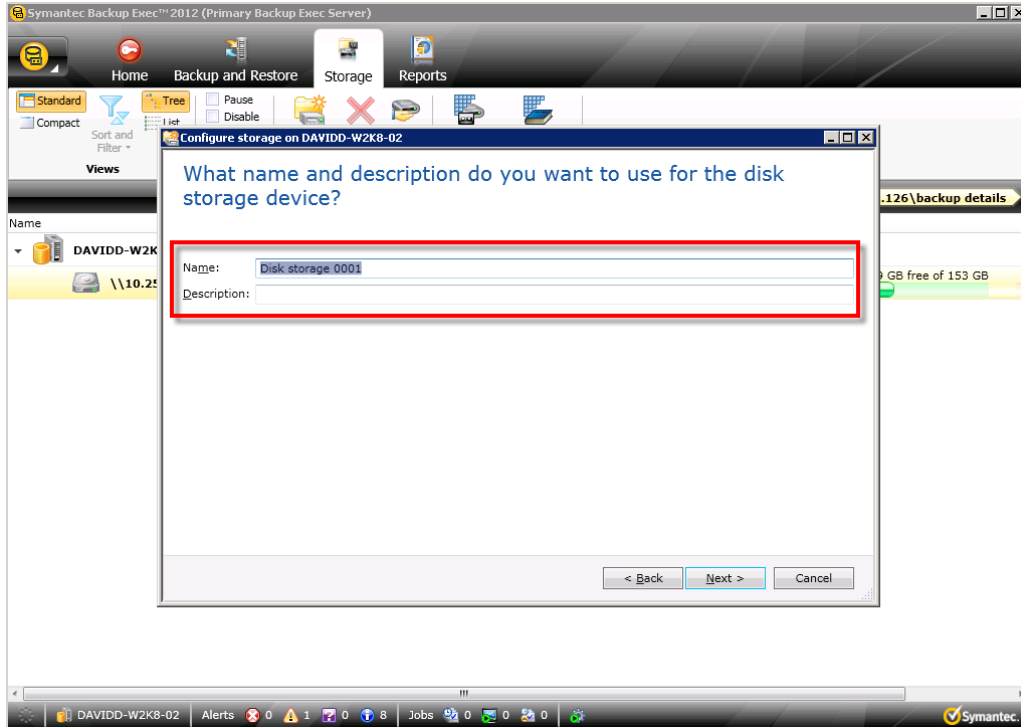 Symantec Backup Exec™ 2012 (Primary Backup Exec Server)
Home
Backup and Restore
Storage
Reports
Standard
Compact
Sort and
Filter
Views
Tree
List
Pause
Disable
Configure storage on DAVIDD-W2K8-02
What name and description do you want to use for the disk
storage device?
.126\backup details
Name
DAVIDD-W2K
\\10.25
GB free of 153 GB
Name:
Disk storage 0001
Description:
< Back
Next >
Cancel
DAVIDD-W2K8-02
Alerts 0 1 0 8
Jobs 0 0 0
Symantec.